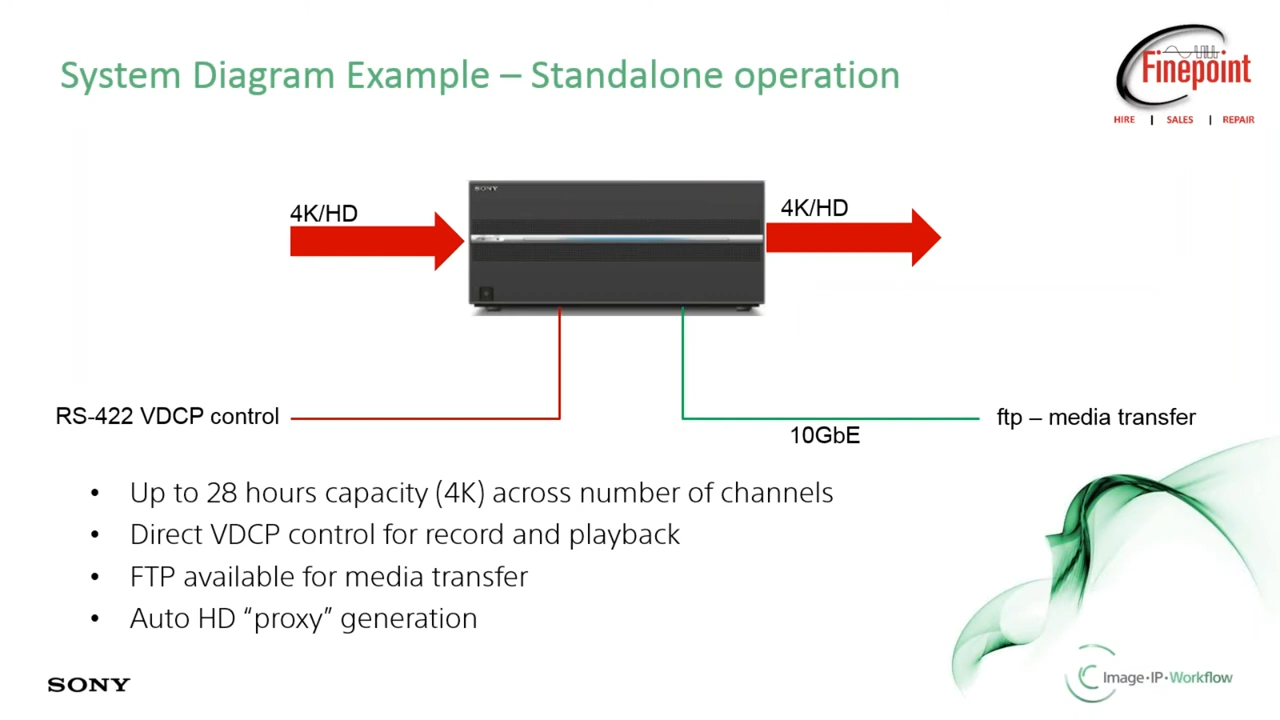 System Diagram Example – Standalone operation
Finepoint
HIRE | SALES | REPAIR
SONY
4K/HD
4K/HD
RS-422 VDCP control
ftp – media transfer
10GbE
• Up to 28 hours capacity (4K) across number of channels
• Direct VDCP control for record and playback
• FTP available for media transfer
• Auto HD “proxy” generation
SONY
Image·IP·Workflow